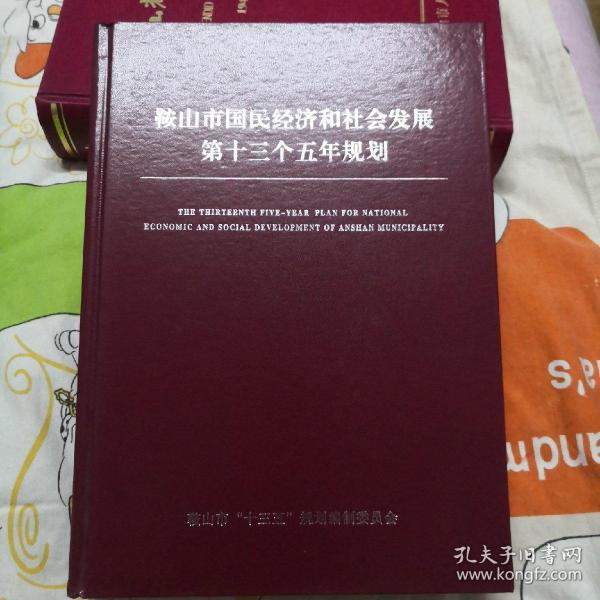 鞍山市国民经济和社会发展
第十三个五年规划
THE THIRTEENTH FIVE-YEAR PLAN FOR NATIONAL
ECONOMIC AND SOCIAL DEVELOPMENT OF ANSHAN MUNICIPALITY
鞍山市“十三五”规划编制委员会
andm
a's
孔夫子旧书网
www.kongfz.com